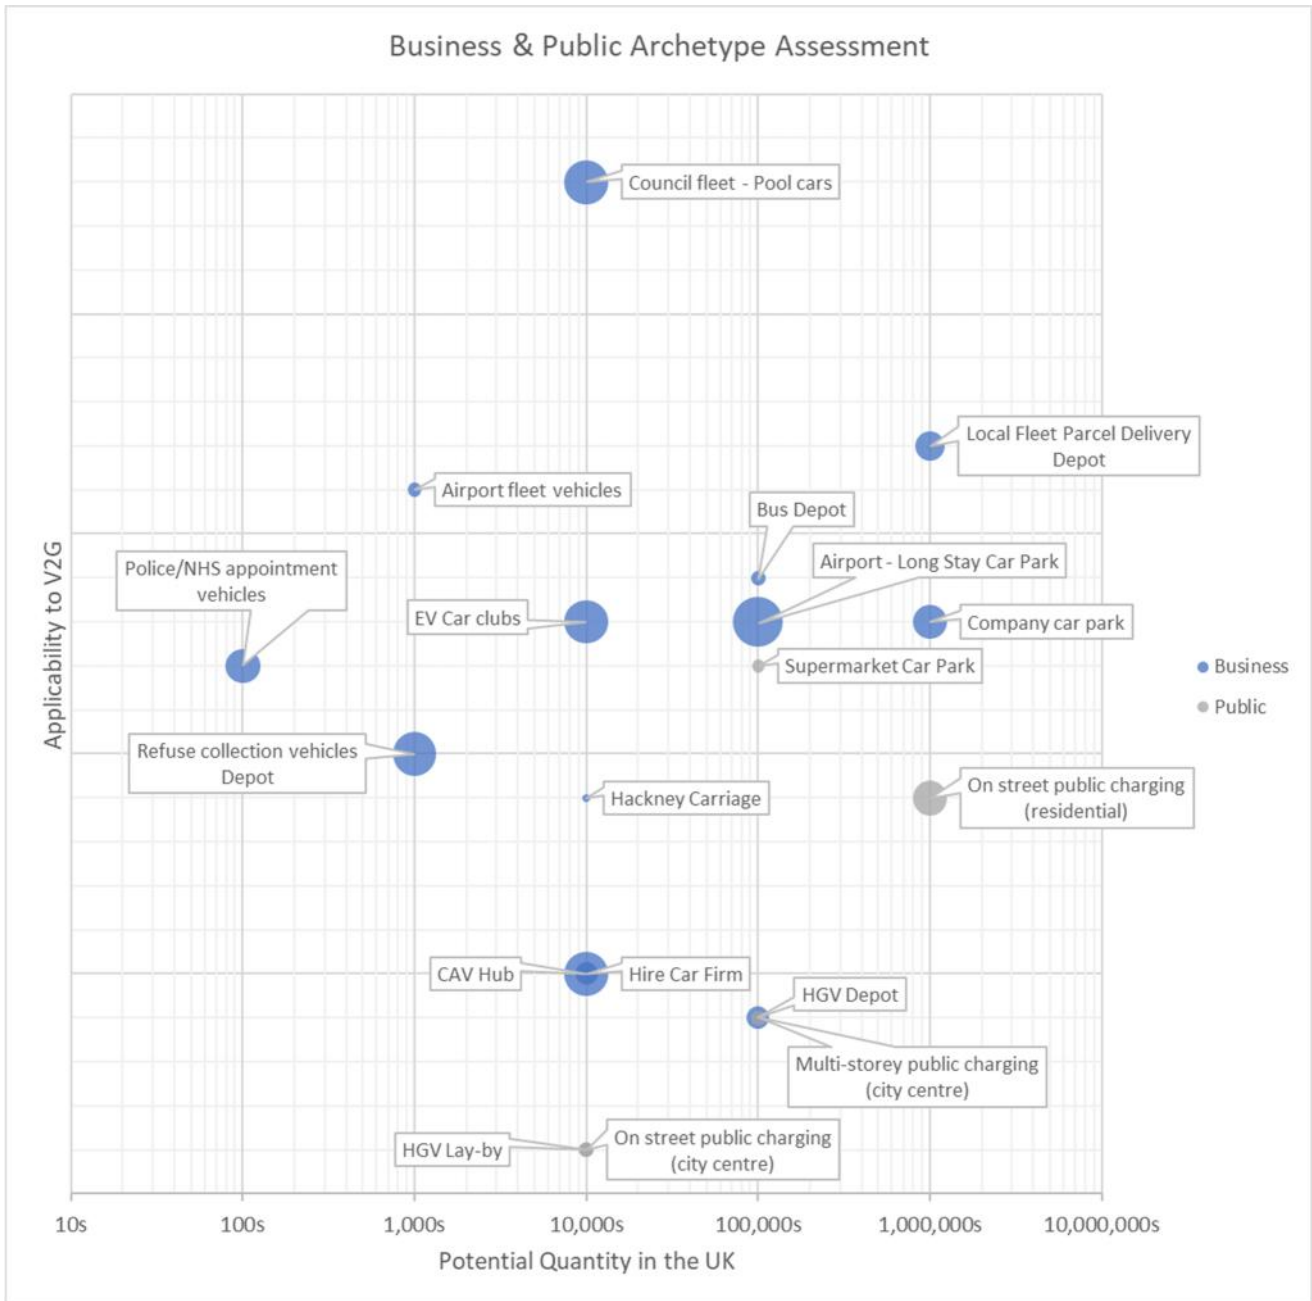 Business & Public Archetype Assessment
Council fleet - Pool cars
Local Fleet Parcel Delivery
Depot
Airport fleet vehicles
Bus Depot
Airport - Long Stay Car Park
Police/NHS appointment
vehicles
EV Car clubs
Company car park
Supermarket Car Park
Business
Public
Applicability to V2G
Refuse collection vehicles
Depot
Hackney Carriage
On street public charging
(residential)
CAV Hub
Hire Car Firm
HGV Depot
Multi-storey public charging
(city centre)
HGV Lay-by
On street public charging
(city centre)
10s
100s
1,000s
10,000s
100,000s
1,000,000s
10,000,000s
Potential Quantity in the UK